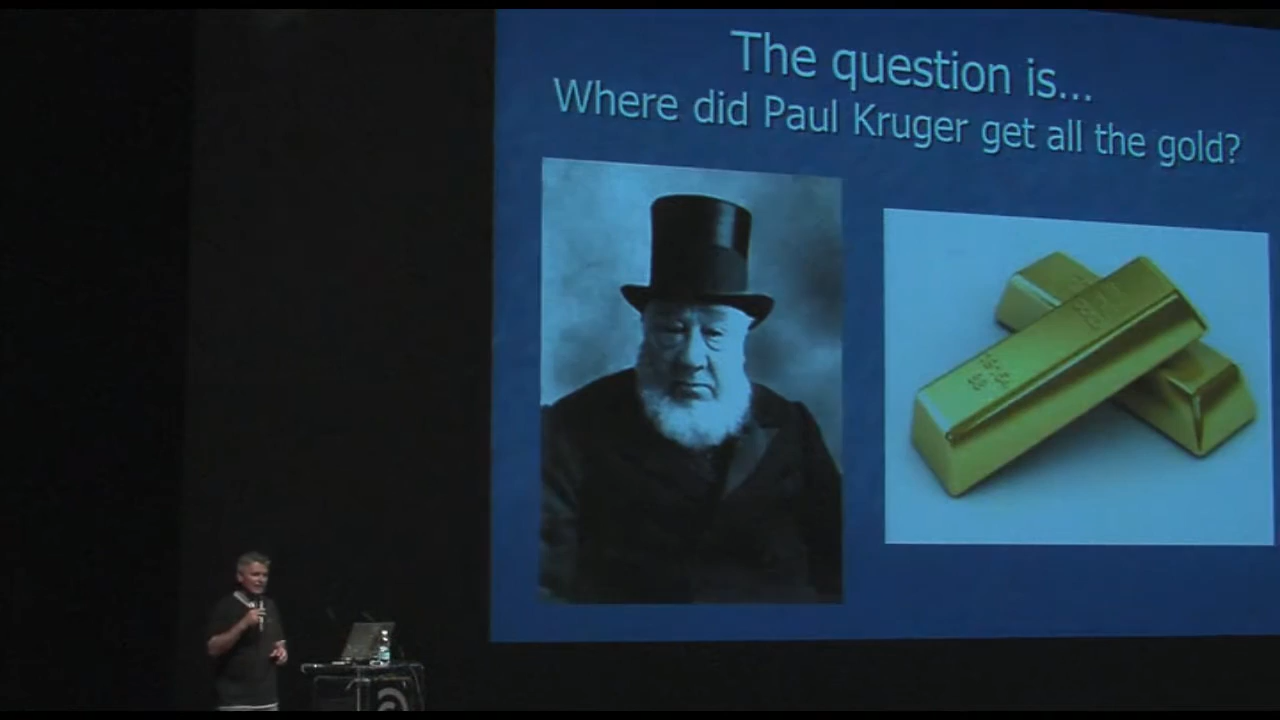 The question is...
Where did Paul Kruger get all the gold?